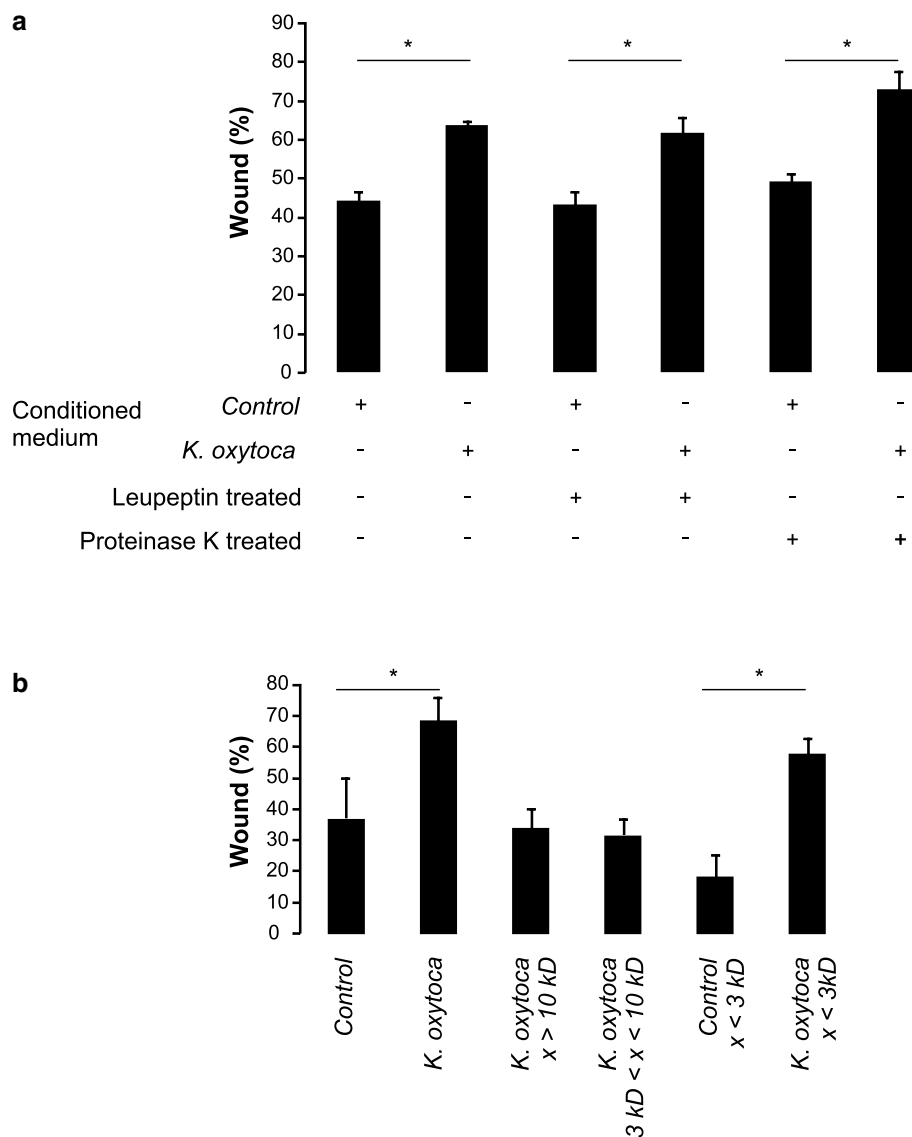 a
Wound (%)
90
80
70
60
50
40
30
20
10
0
* * *
Conditioned medium
Control + - + - + -
K. oxytoca - + - + - +
Leupeptin treated - - + + - -
Proteinase K treated - - - - + +
b
Wound (%)
80
70
60
50
40
30
20
10
0
* *
Control
K. oxytoca
K. oxytoca
x > 10 kD
K. oxytoca
3 kD < x < 10 kD
Control
x < 3 kD
K. oxytoca
x < 3kD